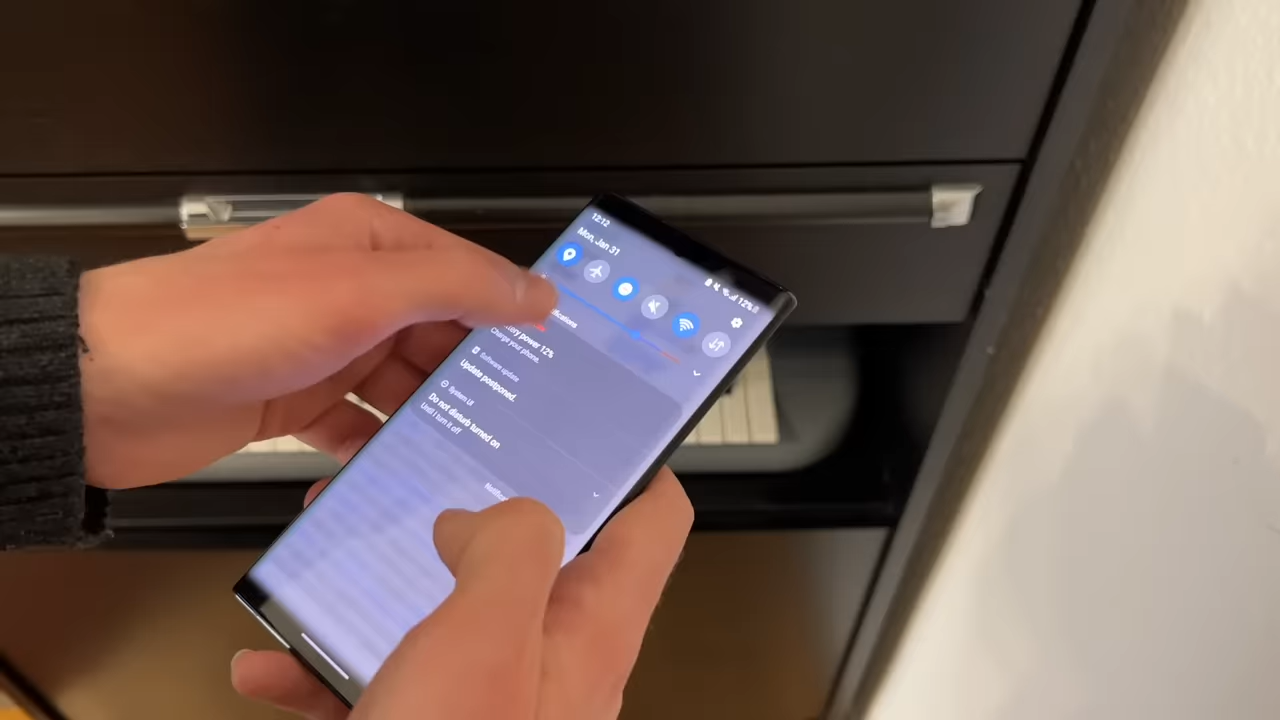 12:12
12%
Mon, Jan 31
power 12%
Charge your phone.
Software update
Update postponed.
System UI
Do not disturb turned on
Until I turn it off